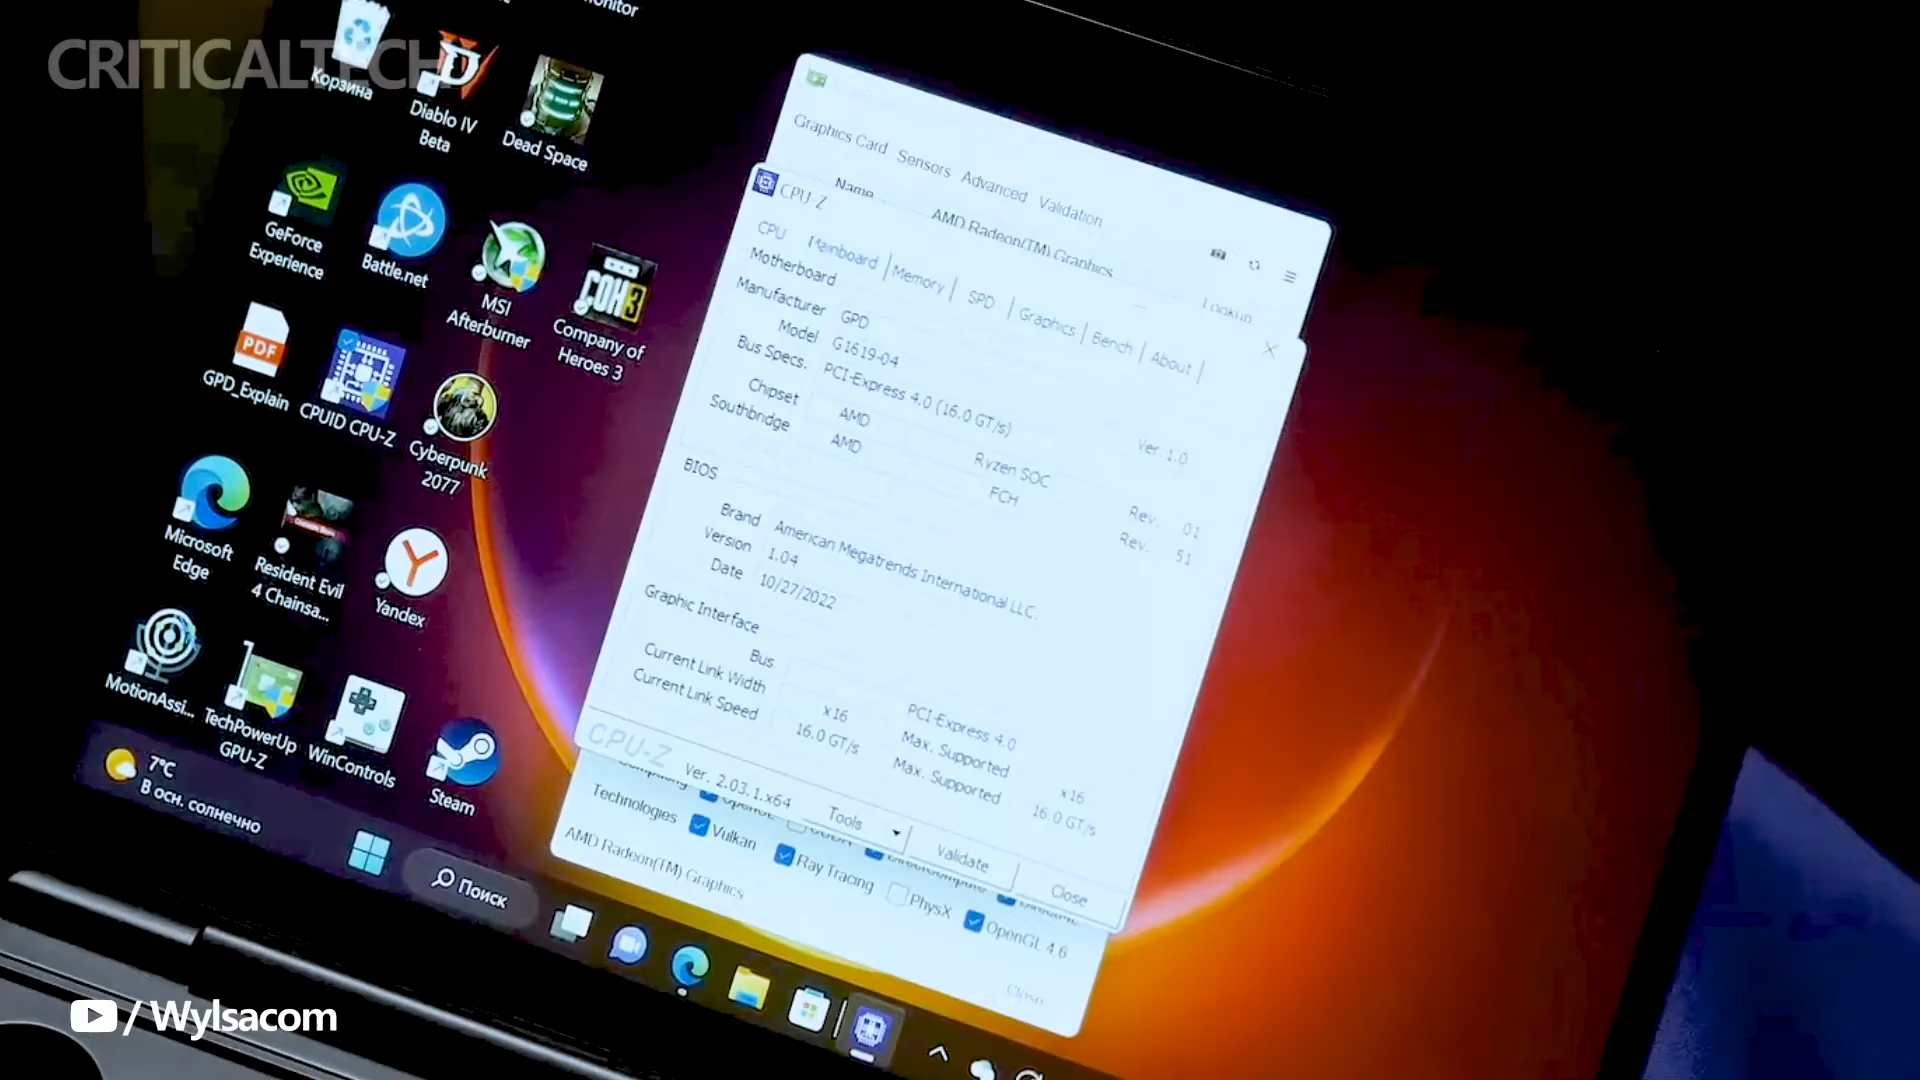 CRITICALTECH
Корзина
Diablo IV
Beta
Dead Space
GeForce
Experience
Battle.net
MSI
Afterburner
COH3
Company of
Heroes 3
PDF
GPD_Explain
CPUID CPU-Z
Cyberpunk
2077
Microsoft
Edge
Resident Evil
4 Chainsa...
Yandex
MotionAssi...
TechPowerUp
GPU-Z
WinControls
Steam
7°C
В осн. солнечно
Поиск
Graphics Card Sensors Advanced Validation
Name AMD Radeon(TM) Graphics
Lookup
CPU-Z
CPU Mainboard Memory SPD Graphics Bench About
Motherboard
Manufacturer GPD
Model G1619-04
Bus Specs. PCI-Express 4.0 (16.0 GT/s) Ver. 1.0
Chipset AMD Ryzen SOC Rev. 01
Southbridge AMD FCH Rev. 51
BIOS
Brand American Megatrends International LLC.
Version 1.04
Date 10/27/2022
Graphic Interface
Bus PCI-Express 4.0
Current Link Width x16 Max. Supported x16
Current Link Speed 16.0 GT/s Max. Supported 16.0 GT/s
CPU-Z Ver. 2.03.1.x64 Tools Validate Close
Technologies Vulkan Ray Tracing PhysX OpenGL 4.6
AMD Radeon(TM) Graphics
Close
/ Wylsacom